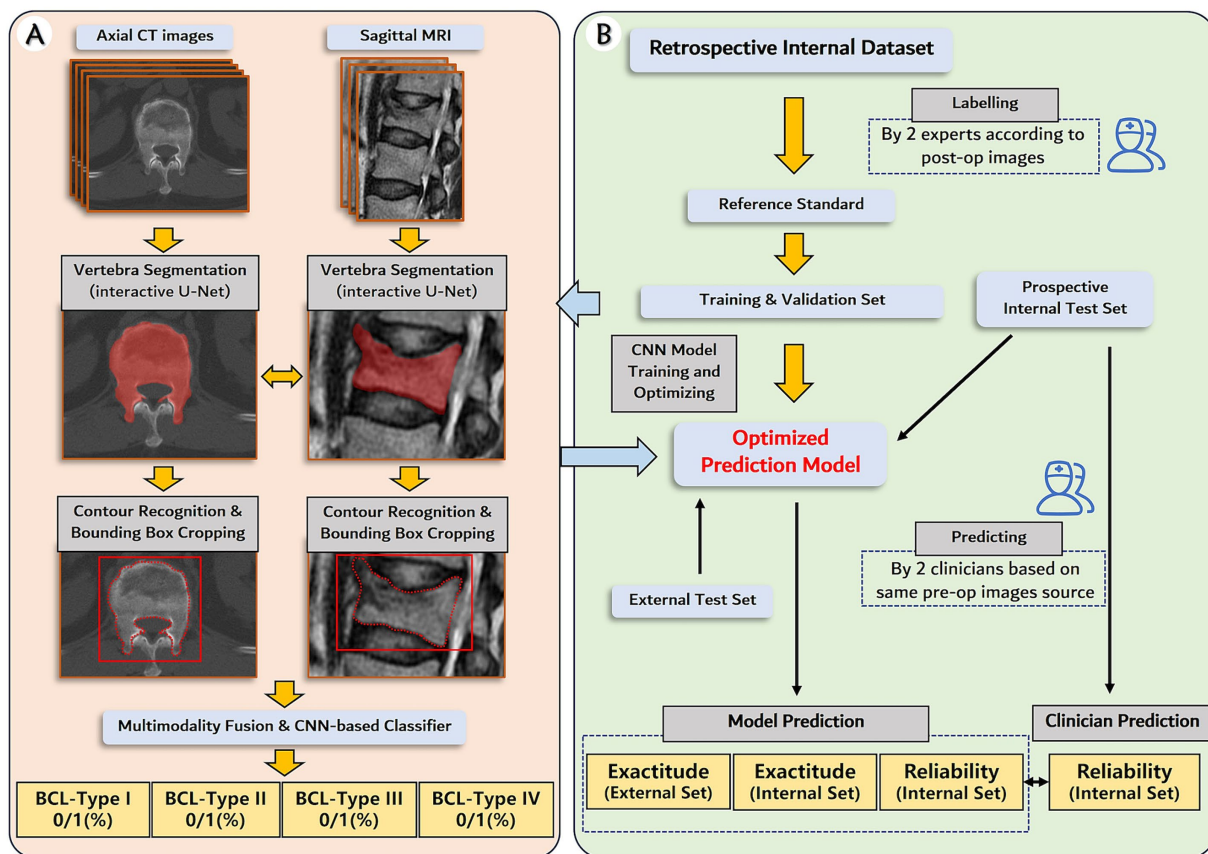 A
Axial CT images
Sagittal MRI
Vertebra Segmentation
(interactive U-Net)
Vertebra Segmentation
(interactive U-Net)
Contour Recognition &
Bounding Box Cropping
Contour Recognition &
Bounding Box Cropping
Multimodality Fusion & CNN-based Classifier
BCL-Type I
0/1(%)
BCL-Type II
0/1(%)
BCL-Type III
0/1(%)
BCL-Type IV
0/1(%)
B
Retrospective Internal Dataset
Labelling
By 2 experts according to
post-op images
Reference Standard
Training & Validation Set
Prospective
Internal Test Set
CNN Model
Training and
Optimizing
Optimized
Prediction Model
External Test Set
Predicting
By 2 clinicians based on
same pre-op images source
Model Prediction
Clinician Prediction
Exactitude
(External Set)
Exactitude
(Internal Set)
Reliability
(Internal Set)
Reliability
(Internal Set)